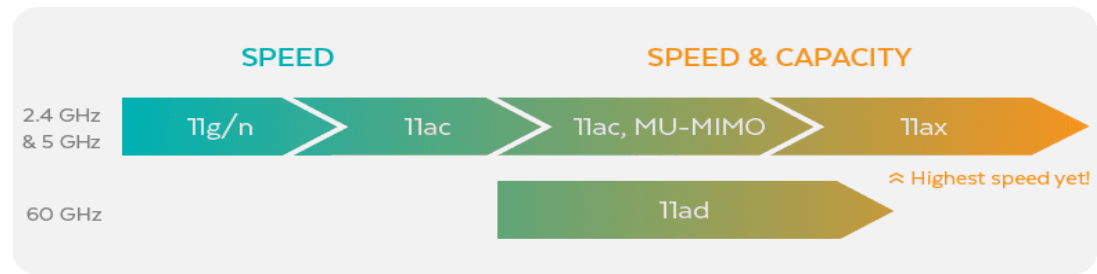 SPEED
SPEED & CAPACITY
2.4 GHz
& 5 GHz
11g/n
11ac
11ac, MU-MIMO
11ax
Highest speed yet!
60 GHz
11ad